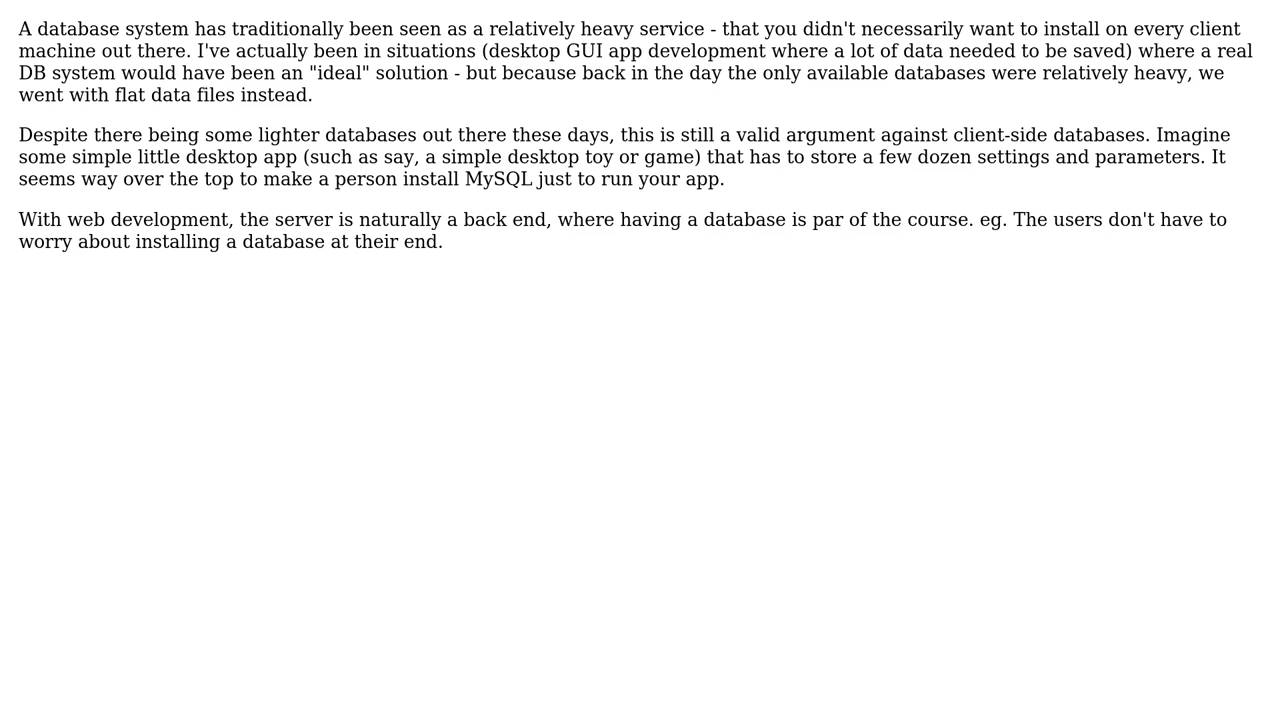 A database system has traditionally been seen as a relatively heavy service - that you didn't necessarily want to install on every client
machine out there. I've actually been in situations (desktop GUI app development where a lot of data needed to be saved) where a real
DB system would have been an "ideal" solution - but because back in the day the only available databases were relatively heavy, we
went with flat data files instead.
Despite there being some lighter databases out there these days, this is still a valid argument against client-side databases. Imagine
some simple little desktop app (such as say, a simple desktop toy or game) that has to store a few dozen settings and parameters. It
seems way over the top to make a person install MySQL just to run your app.
With web development, the server is naturally a back end, where having a database is par of the course. eg. The users don't have to
worry about installing a database at their end.